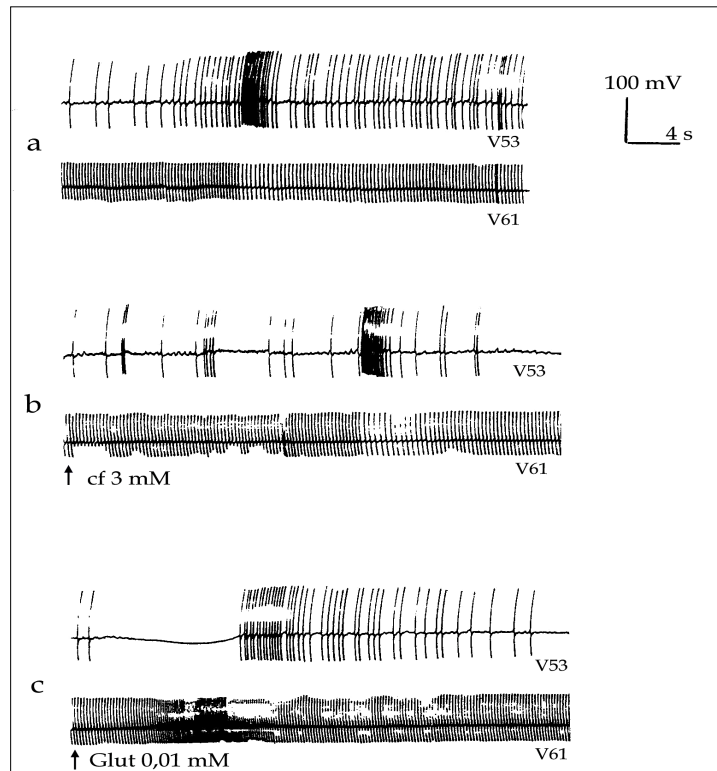 100 mV
4 s
a
V53
V61
b
V53
V61
↑ cf 3 mM
c
V53
V61
↑ Glut 0,01 mM